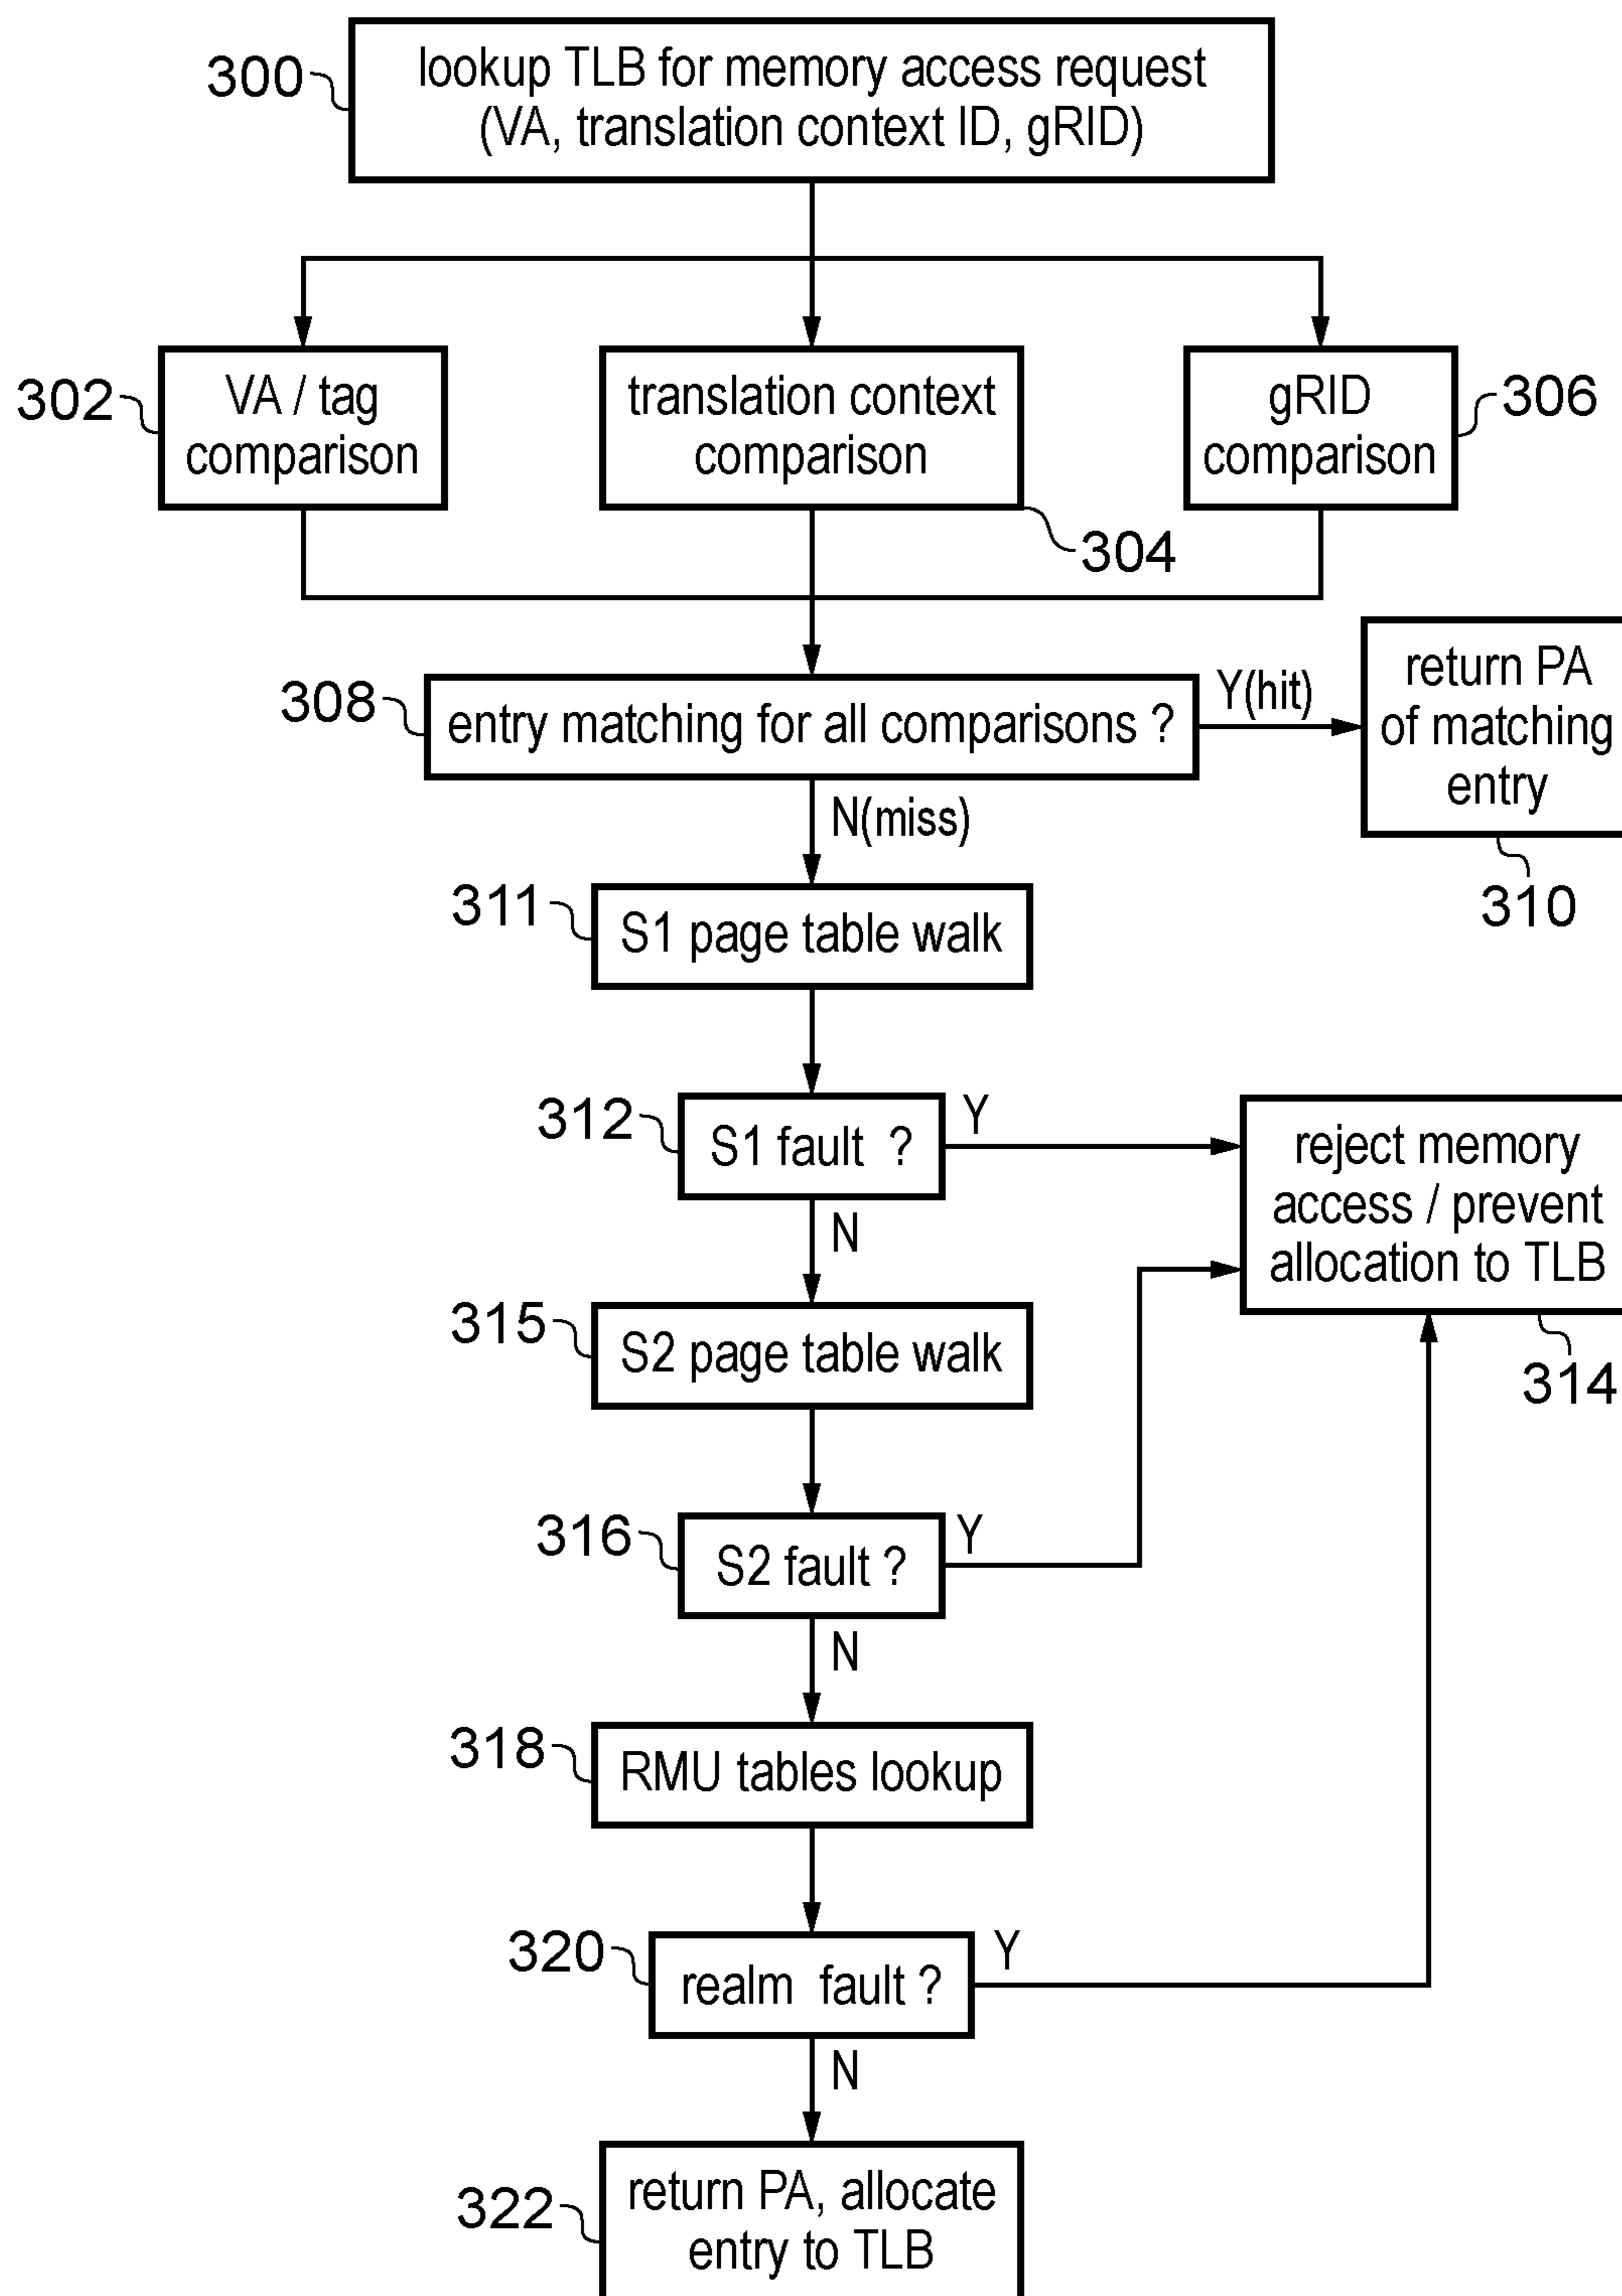 300
lookup TLB for memory access request
(VA, translation context ID, gRID)
302
VA / tag
comparison
translation context
comparison
304
gRID
comparison
306
308
entry matching for all comparisons ?
Y(hit)
return PA
of matching
entry
310
N(miss)
311
S1 page table walk
312
S1 fault ?
Y
N
reject memory
access / prevent
allocation to TLB
314
315
S2 page table walk
316
S2 fault ?
Y
N
318
RMU tables lookup
320
realm fault ?
Y
N
322
return PA, allocate
entry to TLB